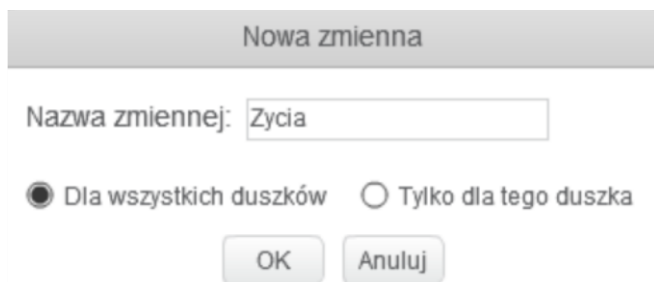 Nowa zmienna
Nazwa zmiennej: Zycia
Dla wszystkich duszków Tylko dla tego duszka
OK Anuluj